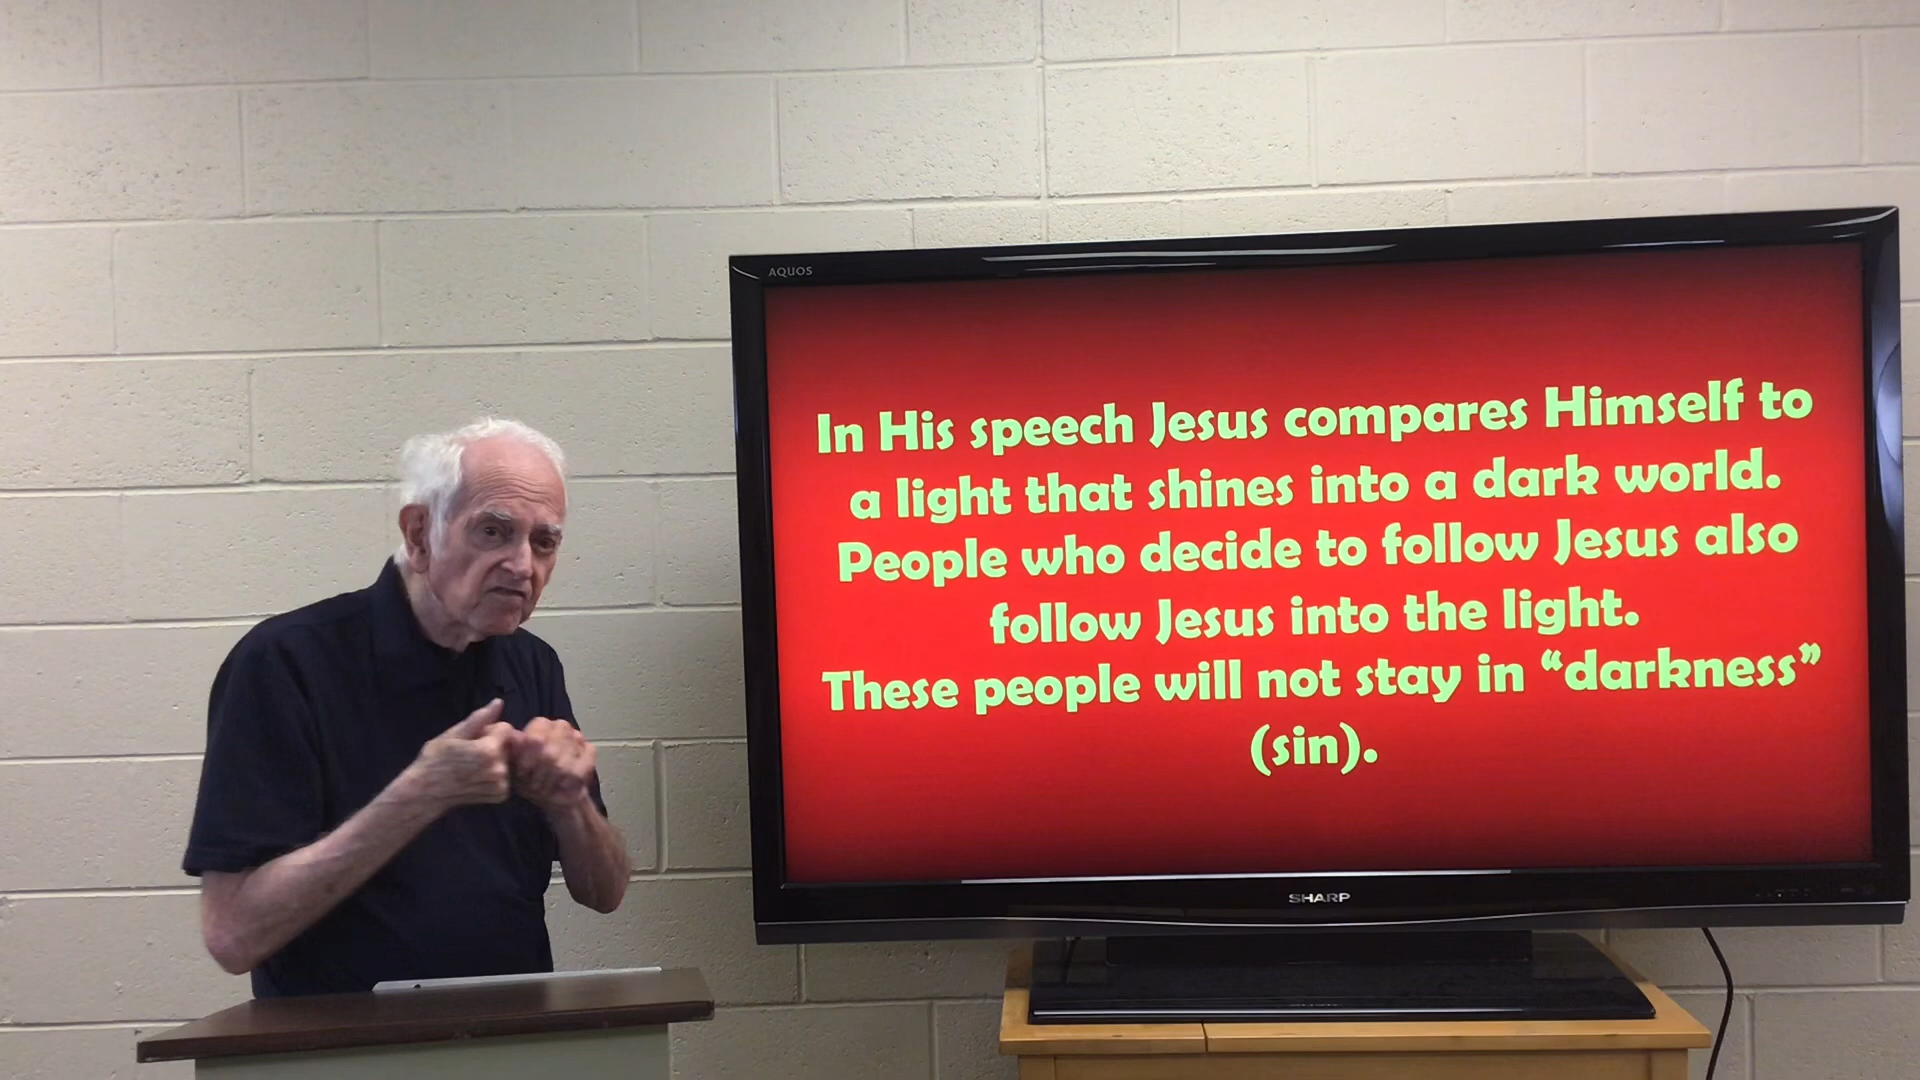 AQUOS
In His speech Jesus compares Himself to
a light that shines into a dark world.
People who decide to follow Jesus also
follow Jesus into the light.
These people will not stay in “darkness”
(sin).
SHARP